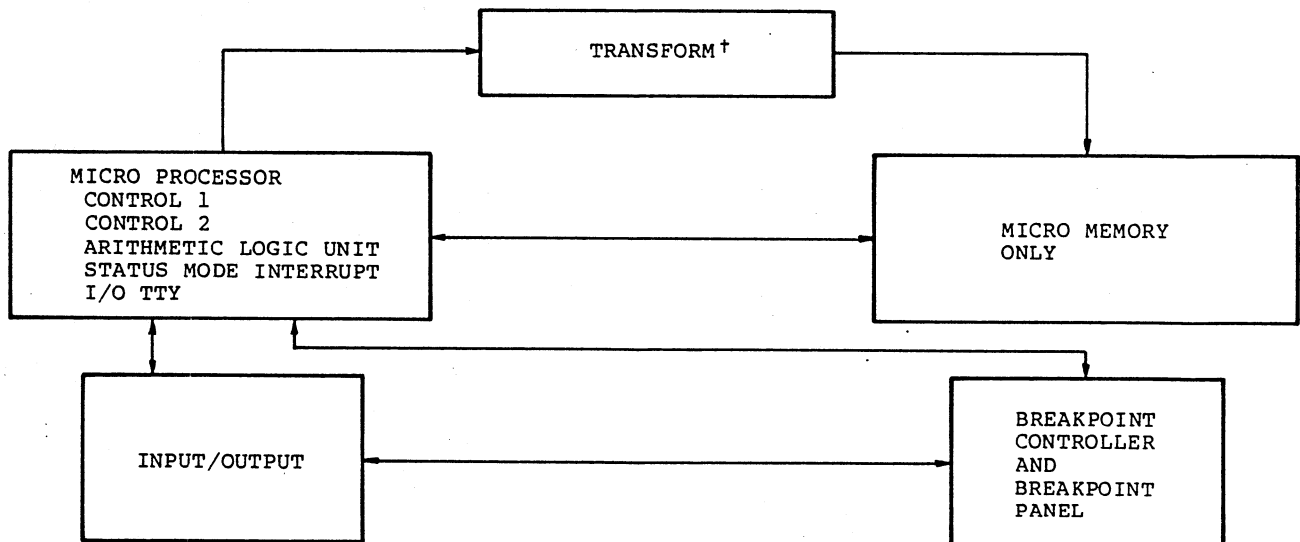 TRANSFORM†
MICRO PROCESSOR
CONTROL 1
CONTROL 2
ARITHMETIC LOGIC UNIT
STATUS MODE INTERRUPT
I/O TTY
MICRO MEMORY
ONLY
INPUT/OUTPUT
BREAKPOINT
CONTROLLER
AND
BREAKPOINT
PANEL